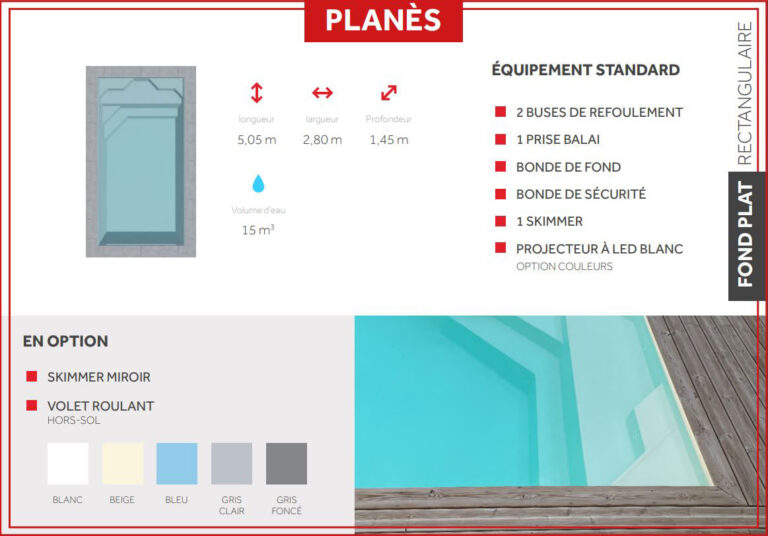 PLANÈS
longueur
5,05 m
largueur
2,80 m
Profondeur
1,45 m
Volume d'eau
15 m³
ÉQUIPEMENT STANDARD
2 BUSES DE REFOULEMENT
1 PRISE BALAI
BONDE DE FOND
BONDE DE SÉCURITÉ
1 SKIMMER
PROJECTEUR À LED BLANC
OPTION COULEURS
FOND PLAT RECTANGULAIRE
EN OPTION
SKIMMER MIROIR
VOLET ROULANT
HORS-SOL
BLANC
BEIGE
BLEU
GRIS
CLAIR
GRIS
FONCÉ